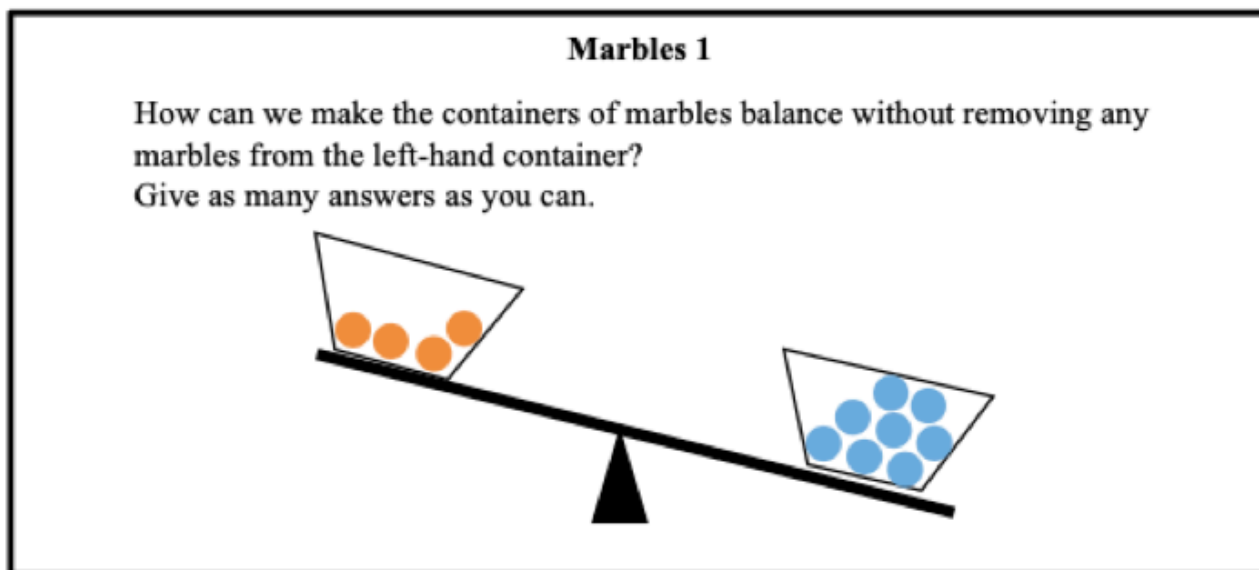 Marbles 1
How can we make the containers of marbles balance without removing any
marbles from the left-hand container?
Give as many answers as you can.